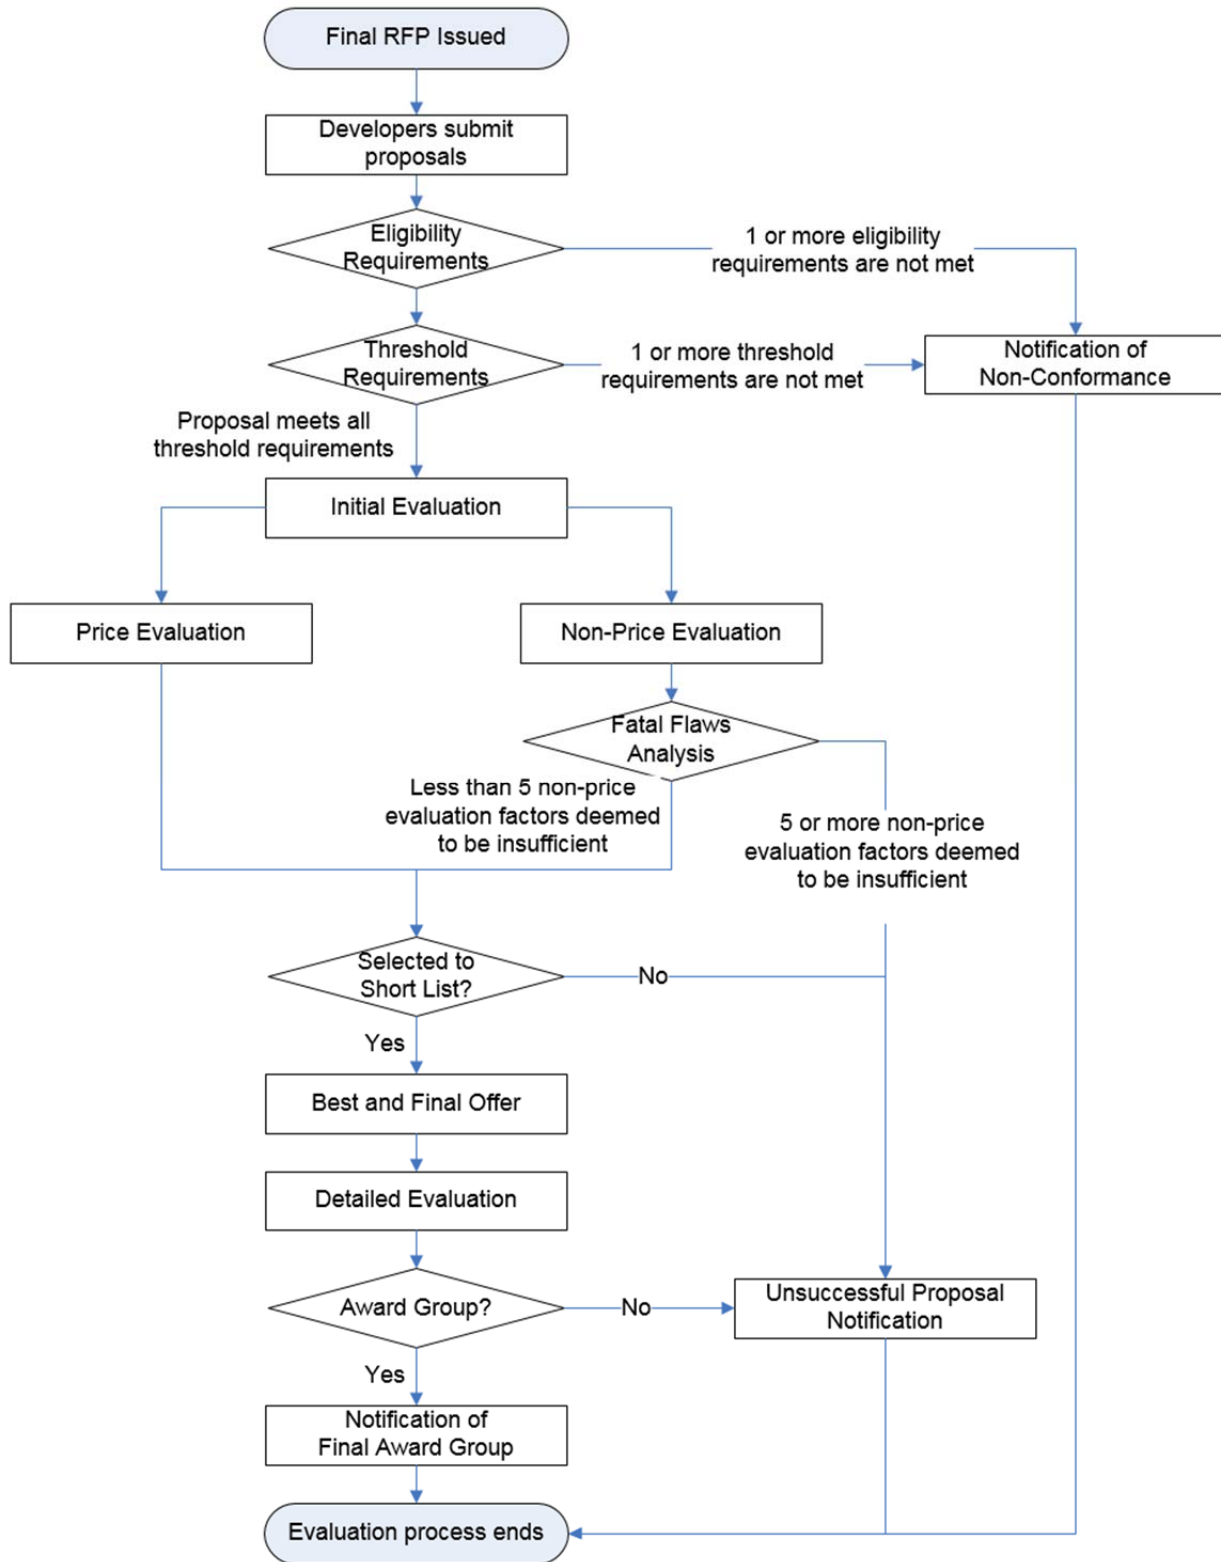 Final RFP Issued
Developers submit
proposals
Eligibility
Requirements
1 or more eligibility
requirements are not met
Threshold
Requirements
1 or more threshold
requirements are not met
Notification of
Non-Conformance
Proposal meets all
threshold requirements
Initial Evaluation
Price Evaluation
Non-Price Evaluation
Fatal Flaws
Analysis
Less than 5 non-price
evaluation factors deemed
to be insufficient
5 or more non-price
evaluation factors deemed
to be insufficient
Selected to
Short List?
No
Yes
Best and Final Offer
Detailed Evaluation
Award Group?
No
Unsuccessful Proposal
Notification
Yes
Notification of
Final Award Group
Evaluation process ends